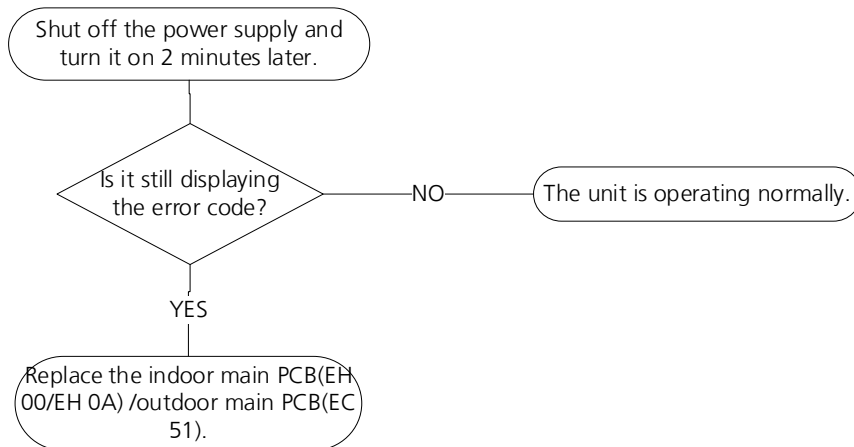 Shut off the power supply and
turn it on 2 minutes later.
Is it still displaying
the error code?
NO
The unit is operating normally.
YES
Replace the indoor main PCB(EH
00/EH 0A) /outdoor main PCB(EC
51).